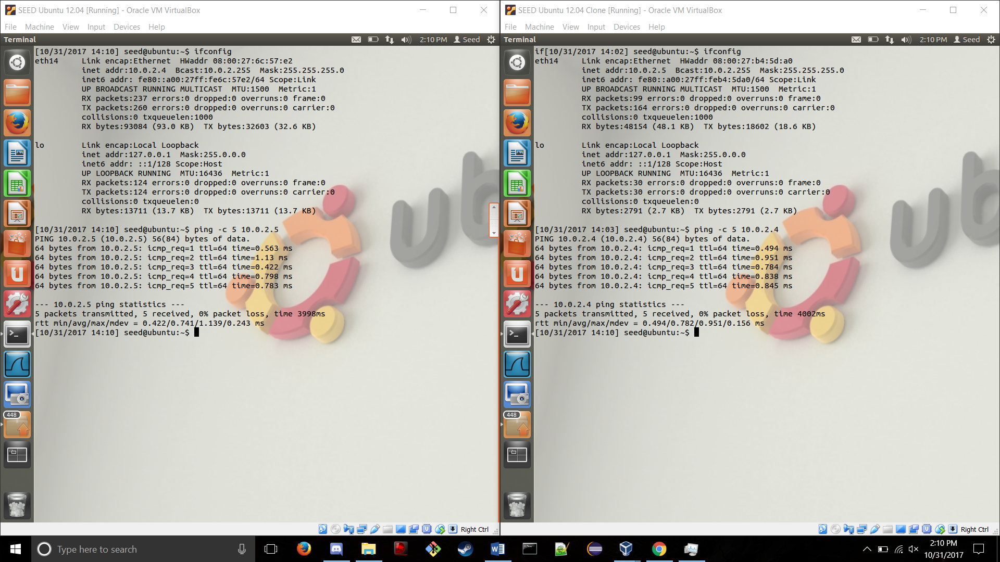 SEED Ubuntu 12.04 [Running] - Oracle VM VirtualBox
File Machine View Input Devices Help
Terminal 2:10 PM Seed
[10/31/2017 14:10] seed@ubuntu:~$ ifconfig
eth14     Link encap:Ethernet  HWaddr 08:00:27:6c:57:e2
          inet addr:10.0.2.4  Bcast:10.0.2.255  Mask:255.255.255.0
          inet6 addr: fe80::a00:27ff:fe6c:57e2/64 Scope:Link
          UP BROADCAST RUNNING MULTICAST  MTU:1500  Metric:1
          RX packets:237 errors:0 dropped:0 overruns:0 frame:0
          TX packets:260 errors:0 dropped:0 overruns:0 carrier:0
          collisions:0 txqueuelen:1000
          RX bytes:93084 (93.0 KB)  TX bytes:32603 (32.6 KB)
lo        Link encap:Local Loopback
          inet addr:127.0.0.1  Mask:255.0.0.0
          inet6 addr: ::1/128 Scope:Host
          UP LOOPBACK RUNNING  MTU:16436  Metric:1
          RX packets:124 errors:0 dropped:0 overruns:0 frame:0
          TX packets:124 errors:0 dropped:0 overruns:0 carrier:0
          collisions:0 txqueuelen:0
          RX bytes:13711 (13.7 KB)  TX bytes:13711 (13.7 KB)
[10/31/2017 14:10] seed@ubuntu:~$ ping -c 5 10.0.2.5
PING 10.0.2.5 (10.0.2.5) 56(84) bytes of data.
64 bytes from 10.0.2.5: icmp_req=1 ttl=64 time=0.563 ms
64 bytes from 10.0.2.5: icmp_req=2 ttl=64 time=1.13 ms
64 bytes from 10.0.2.5: icmp_req=3 ttl=64 time=0.422 ms
64 bytes from 10.0.2.5: icmp_req=4 ttl=64 time=0.798 ms
64 bytes from 10.0.2.5: icmp_req=5 ttl=64 time=0.783 ms
--- 10.0.2.5 ping statistics ---
5 packets transmitted, 5 received, 0% packet loss, time 3998ms
rtt min/avg/max/mdev = 0.422/0.741/1.139/0.243 ms
[10/31/2017 14:10] seed@ubuntu:~$
448
ub
Right Ctrl
SEED Ubuntu 12.04 Clone [Running] - Oracle VM VirtualBox
File Machine View Input Devices Help
Terminal 2:10 PM Seed
if[10/31/2017 14:02] seed@ubuntu:~$ ifconfig
eth14     Link encap:Ethernet  HWaddr 08:00:27:b4:5d:a0
          inet addr:10.0.2.5  Bcast:10.0.2.255  Mask:255.255.255.0
          inet6 addr: fe80::a00:27ff:feb4:5da0/64 Scope:Link
          UP BROADCAST RUNNING MULTICAST  MTU:1500  Metric:1
          RX packets:99 errors:0 dropped:0 overruns:0 frame:0
          TX packets:164 errors:0 dropped:0 overruns:0 carrier:0
          collisions:0 txqueuelen:1000
          RX bytes:48154 (48.1 KB)  TX bytes:18602 (18.6 KB)
lo        Link encap:Local Loopback
          inet addr:127.0.0.1  Mask:255.0.0.0
          inet6 addr: ::1/128 Scope:Host
          UP LOOPBACK RUNNING  MTU:16436  Metric:1
          RX packets:30 errors:0 dropped:0 overruns:0 frame:0
          TX packets:30 errors:0 dropped:0 overruns:0 carrier:0
          collisions:0 txqueuelen:0
          RX bytes:2791 (2.7 KB)  TX bytes:2791 (2.7 KB)
[10/31/2017 14:03] seed@ubuntu:~$ ping -c 5 10.0.2.4
PING 10.0.2.4 (10.0.2.4) 56(84) bytes of data.
64 bytes from 10.0.2.4: icmp_req=1 ttl=64 time=0.494 ms
64 bytes from 10.0.2.4: icmp_req=2 ttl=64 time=0.951 ms
64 bytes from 10.0.2.4: icmp_req=3 ttl=64 time=0.784 ms
64 bytes from 10.0.2.4: icmp_req=4 ttl=64 time=0.838 ms
64 bytes from 10.0.2.4: icmp_req=5 ttl=64 time=0.845 ms
--- 10.0.2.4 ping statistics ---
5 packets transmitted, 5 received, 0% packet loss, time 4002ms
rtt min/avg/max/mdev = 0.494/0.782/0.951/0.156 ms
[10/31/2017 14:10] seed@ubuntu:~$
448
ub
Right Ctrl
Type here to search
2:10 PM
10/31/2017